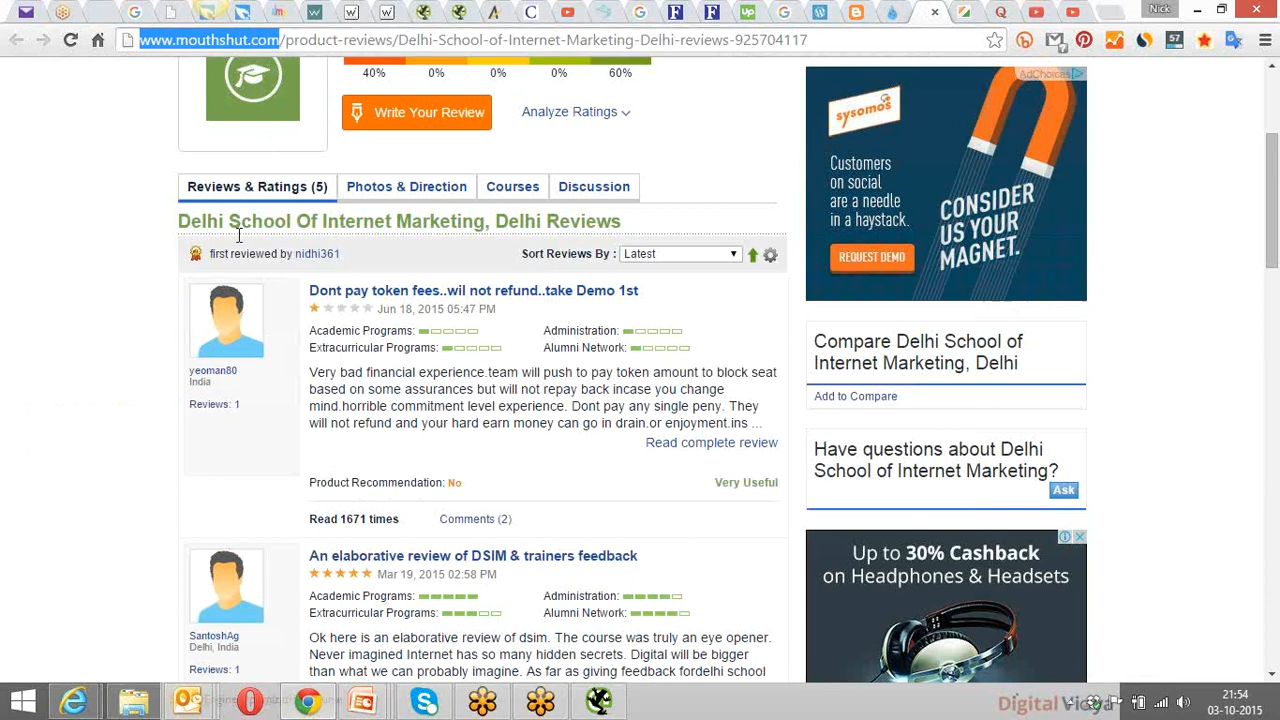 Nick
www.mouthshut.com/product-reviews/Delhi-School-of-Internet-Marketing-Delhi-reviews-925704117
57
40% 0% 0% 0% 60%
Write Your Review
Analyze Ratings
Reviews & Ratings (5)
Photos & Direction
Courses
Discussion
Delhi School Of Internet Marketing, Delhi Reviews
first reviewed by nidhi361
Sort Reviews By : Latest
yeoman80
India
Reviews: 1
Dont pay token fees..wil not refund..take Demo 1st
Jun 18, 2015 05:47 PM
Academic Programs: Administration:
Extracurricular Programs: Alumni Network:
Very bad financial experience.team will push to pay token amount to block seat
based on some assurances but will not repay back incase you change
mind.horrible commitment level experience. Dont pay any single peny. They
will not refund and your hard earn money can go in drain.or enjoyment.ins ...
Read complete review
Product Recommendation: No
Very Useful
Read 1671 times
Comments (2)
SantoshAg
Delhi, India
Reviews: 1
An elaborative review of DSIM & trainers feedback
Mar 19, 2015 02:58 PM
Academic Programs: Administration:
Extracurricular Programs: Alumni Network:
Ok here is an elaborative review of dsim. The course was truly an eye opener.
Never imagined Internet has so many hidden secrets. Digital will be bigger
than what we can probably imagine. As far as giving feedback fordelhi school
AdChoices
sysomos
Customers
on social
are a needle
in a haystack.
REQUEST DEMO
CONSIDER
US YOUR
MAGNET.
Compare Delhi School of
Internet Marketing, Delhi
Add to Compare
Have questions about Delhi
School of Internet Marketing?
Ask
Up to 30% Cashback
on Headphones & Headsets
21:54
03-10-2015